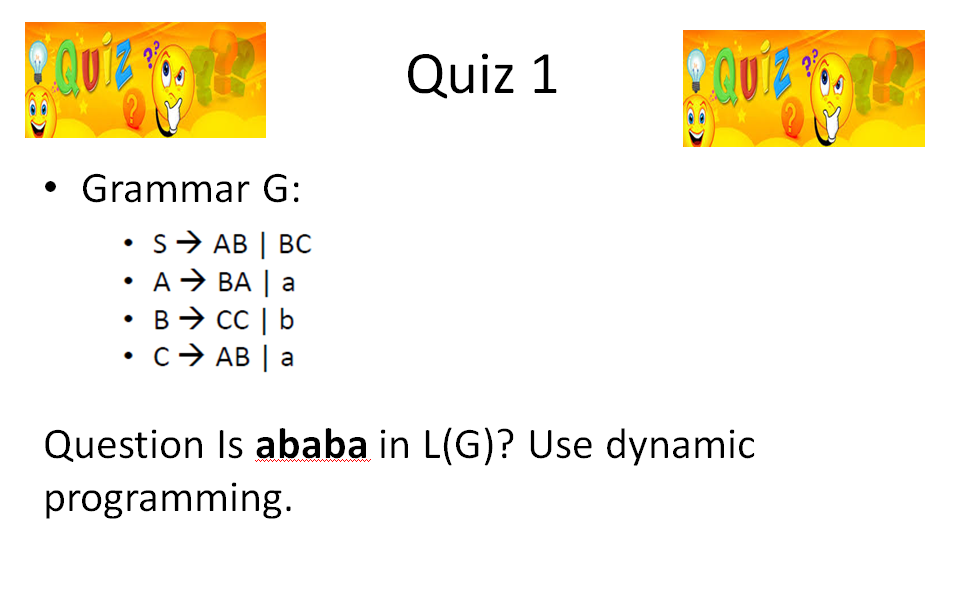 QUiZ ??
???
?
Quiz 1
QUiZ ??
???
?
• Grammar G:
• S → AB | BC
• A → BA | a
• B → CC | b
• C → AB | a
Question Is ababa in L(G)? Use dynamic
programming.